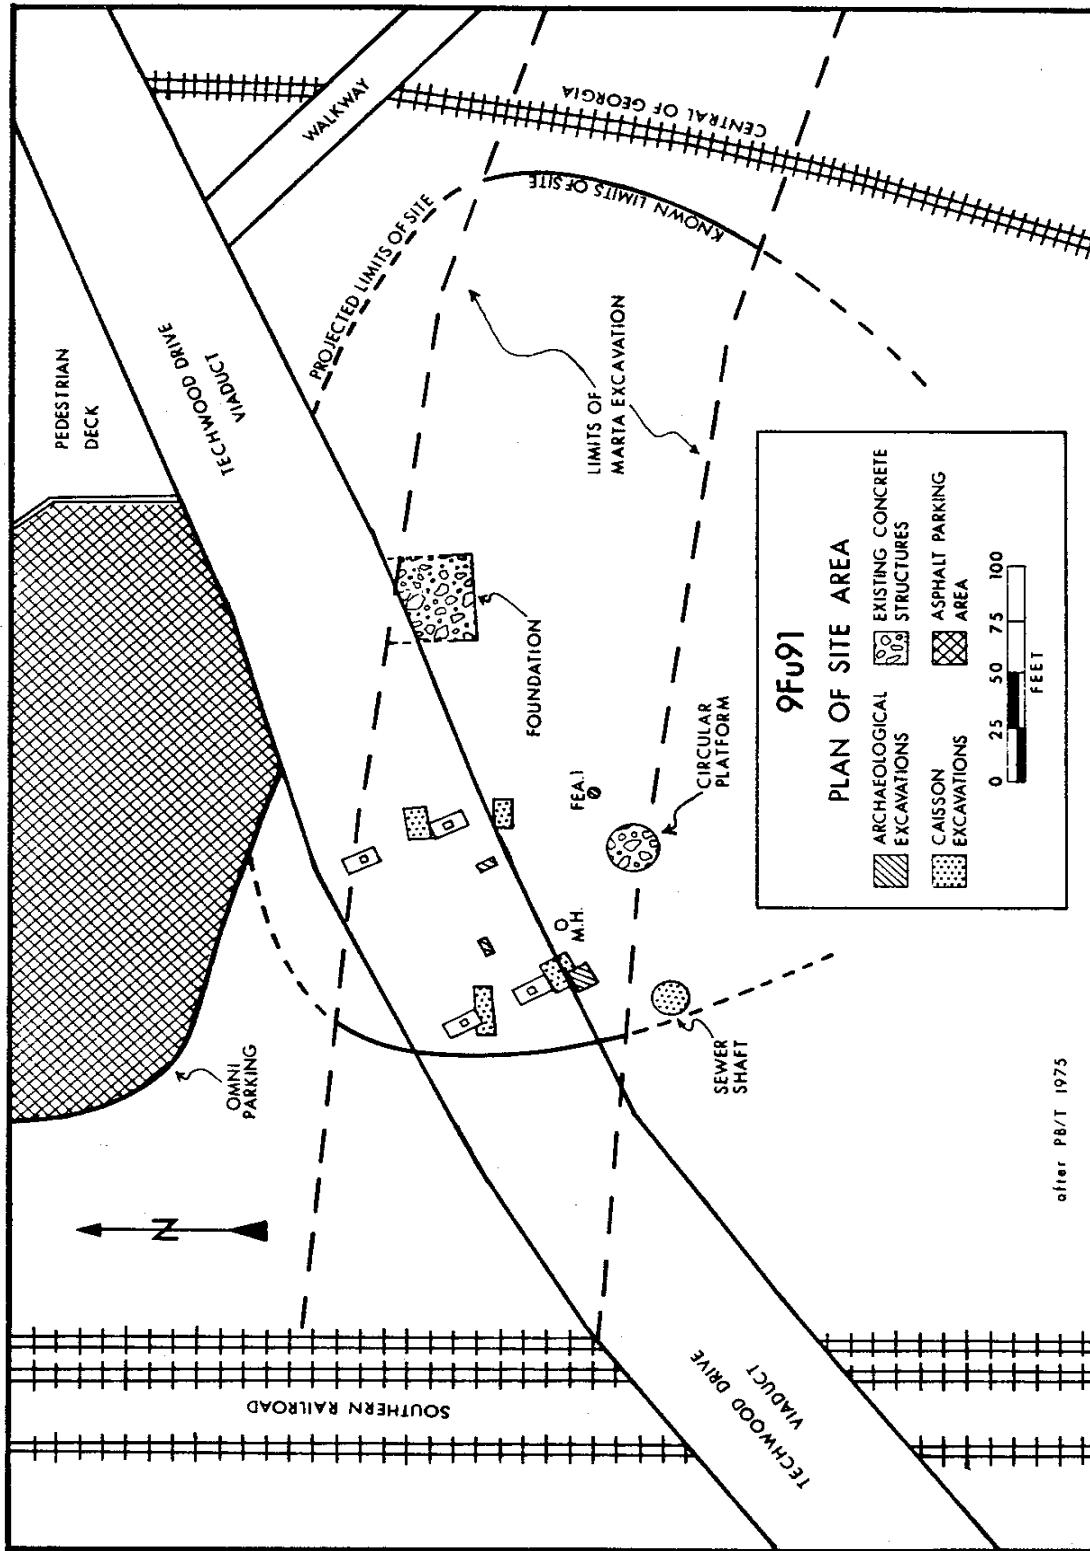 PEDESTRIAN
DECK
WALKWAY
CENTRAL OF GEORGIA
TECHWOOD DRIVE
VIADUCT
PROJECTED LIMITS OF SITE
KNOWN LIMITS OF SITE
LIMITS OF
MARTA EXCAVATION
FOUNDATION
FEA.1
CIRCULAR
PLATFORM
M.H.
SEWER
SHAFT
OMNI
PARKING
N
SOUTHERN RAILROAD
TECHWOOD DRIVE
VIADUCT
9Fu91
PLAN OF SITE AREA
ARCHAEOLOGICAL
EXCAVATIONS
EXISTING CONCRETE
STRUCTURES
CAISSON
EXCAVATIONS
ASPHALT PARKING
AREA
0 25 50 75 100
FEET
after PB/T 1975